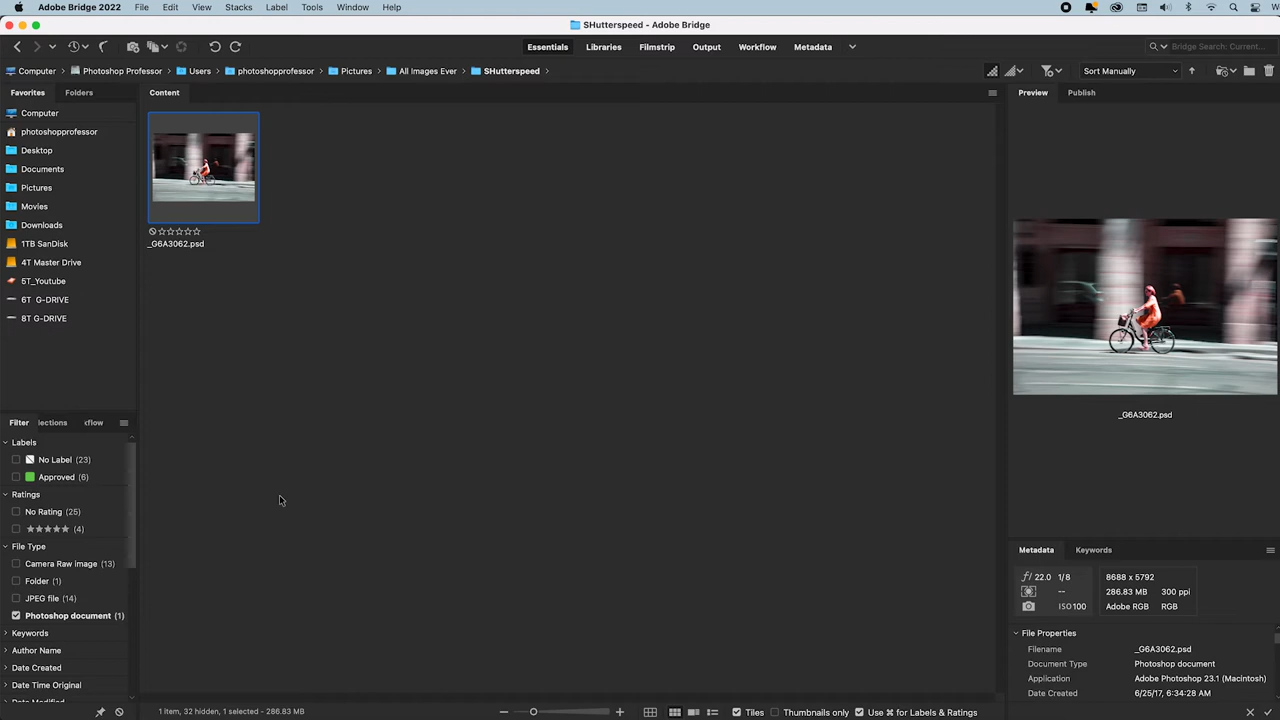 Adobe Bridge 2022 File Edit View Stacks Label Tools Window Help
SHutterspeed - Adobe Bridge
Essentials Libraries Filmstrip Output Workflow Metadata Bridge Search: Current...
Computer Photoshop Professor Users photoshopprofessor Pictures All Images Ever SHutterspeed Sort Manually
Favorites Folders Content Preview Publish
Computer
photoshopprofessor
Desktop
Documents
Pictures
Movies
Downloads
1TB SanDisk
4T Master Drive
5T_Youtube
6T G-DRIVE
8T G-DRIVE
_G6A3062.psd
_G6A3062.psd
Filter lections kflow
Labels
No Label (23)
Approved (6)
Ratings
No Rating (25)
★★★★★ (4)
File Type
Camera Raw image (13)
Folder (1)
JPEG file (14)
Photoshop document (1)
Keywords
Author Name
Date Created
Date Time Original
Metadata Keywords
ƒ/ 22.0 1/8 8688 x 5792
-- 286.83 MB 300 ppi
ISO100 Adobe RGB RGB
File Properties
Filename _G6A3062.psd
Document Type Photoshop document
Application Adobe Photoshop 23.1 (Macintosh)
Date Created 6/25/17, 6:34:28 AM
1 item, 32 hidden, 1 selected - 286.83 MB Tiles Thumbnails only Use ⌘ for Labels & Ratings